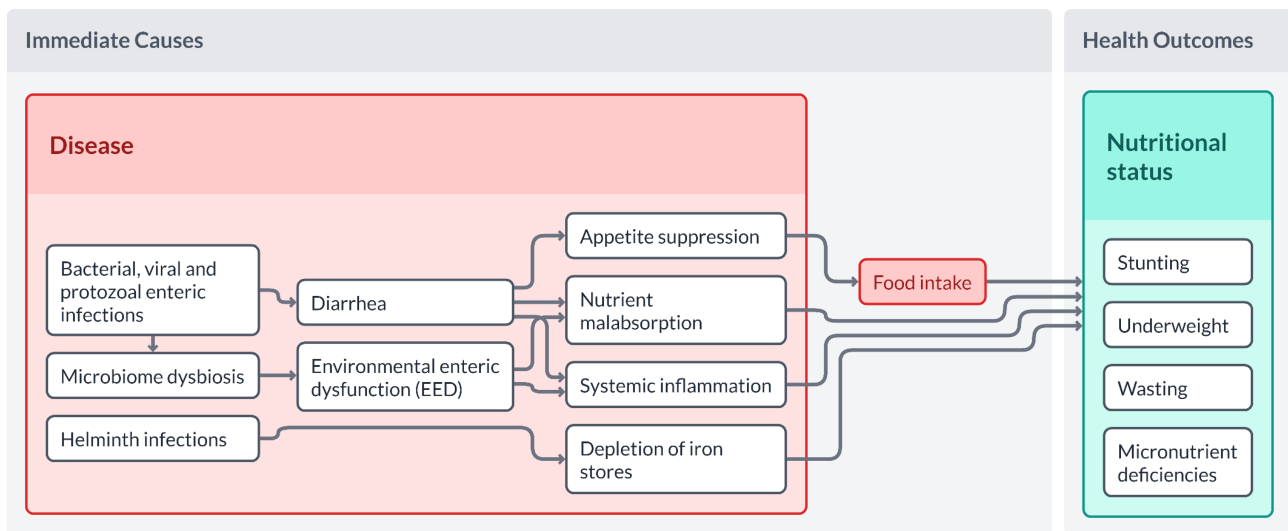 Immediate Causes
Health Outcomes
Disease
Bacterial, viral and
protozoal enteric
infections
Microbiome dysbiosis
Helminth infections
Diarrhea
Environmental enteric
dysfunction (EED)
Appetite suppression
Nutrient
malabsorption
Systemic inflammation
Depletion of iron
stores
Food intake
Nutritional
status
Stunting
Underweight
Wasting
Micronutrient
deficiencies